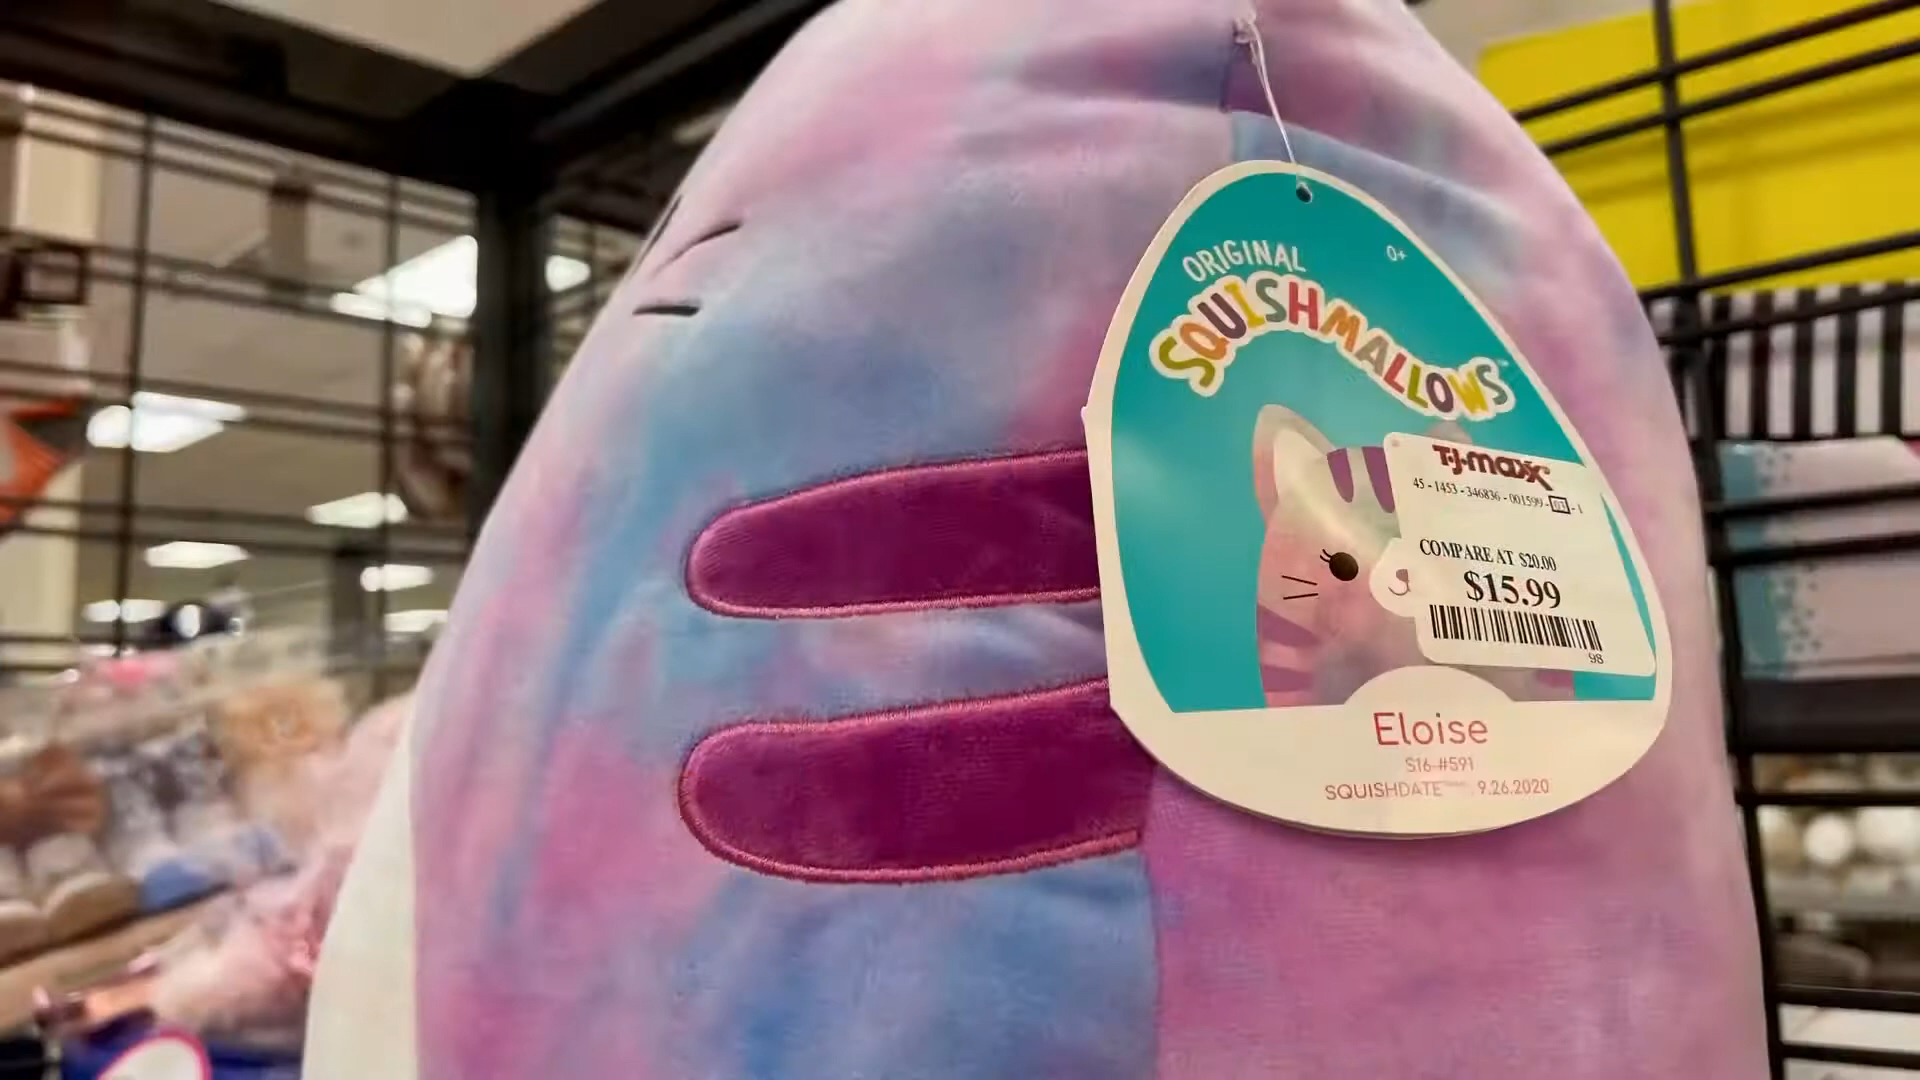 ORIGINAL
0+
SQUISHMALLOWS
T·J·maxx®
45 - 1453 - 346836 - 001599 - 03 - 1
COMPARE AT $20.00
$15.99
98
Eloise
S16-#591
SQUISHDATE 9.26.2020